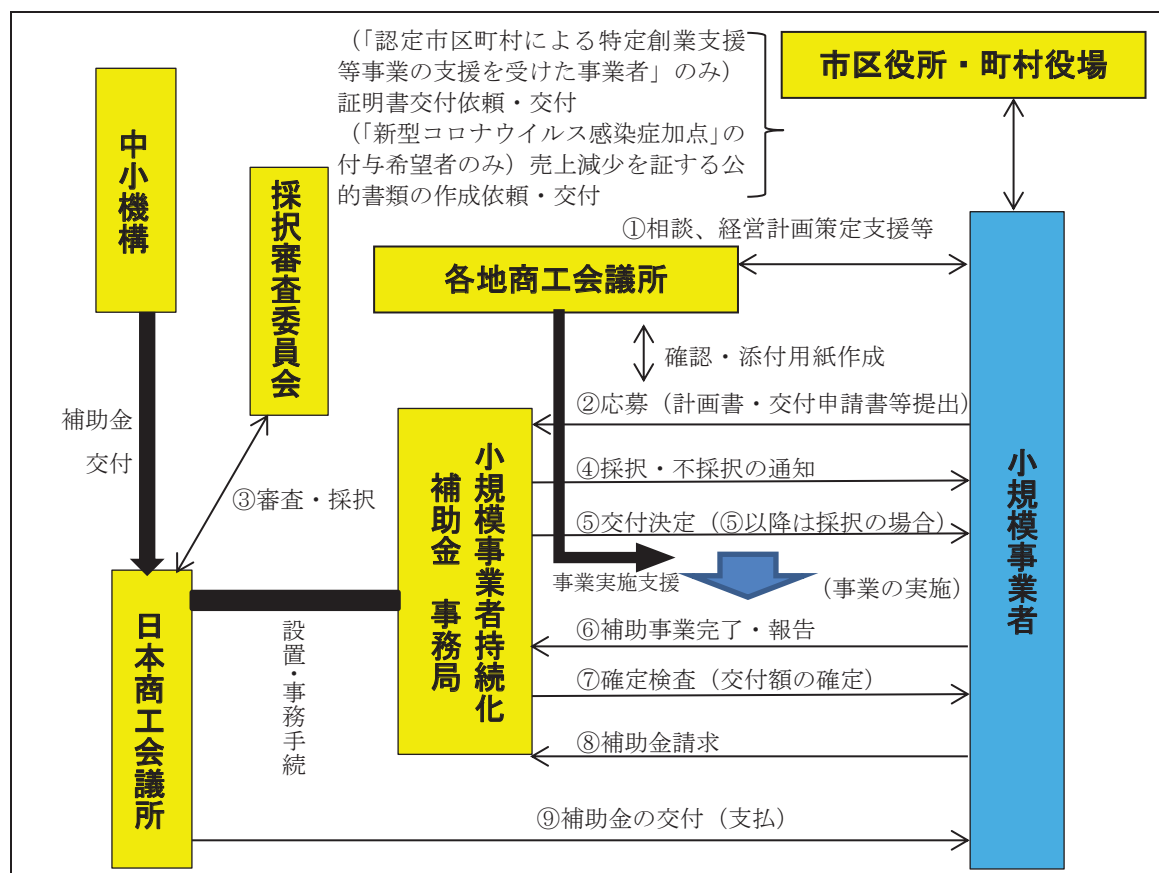 （「認定市区町村による特定創業支援
等事業の支援を受けた事業者」のみ）
証明書交付依頼・交付
（「新型コロナウイルス感染症加点」の
付与希望者のみ）売上減少を証する公
的書類の作成依頼・交付
市区役所・町村役場
中小機構
採択審査委員会
①相談、経営計画策定支援等
各地商工会議所
確認・添付用紙作成
補助金
交付
②応募（計画書・交付申請書等提出）
③審査・採択
④採択・不採択の通知
⑤交付決定（⑤以降は採択の場合）
小規模事業者持続化
補助金　事務局
事業実施支援
（事業の実施）
小規模事業者
日本商工会議所
設置・事務手続
⑥補助事業完了・報告
⑦確定検査（交付額の確定）
⑧補助金請求
⑨補助金の交付（支払）